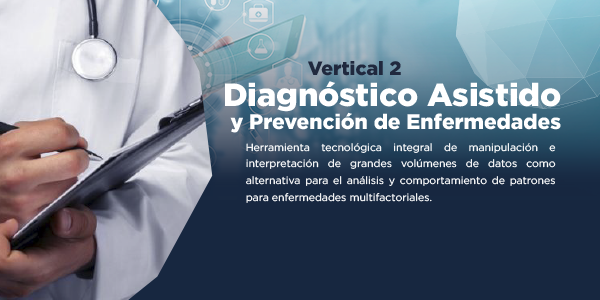 Vertical 2
Diagnóstico Asistido
y Prevención de Enfermedades
Herramienta tecnológica integral de manipulación e
interpretación de grandes volúmenes de datos como
alternativa para el análisis y comportamiento de patrones
para enfermedades multifactoriales.